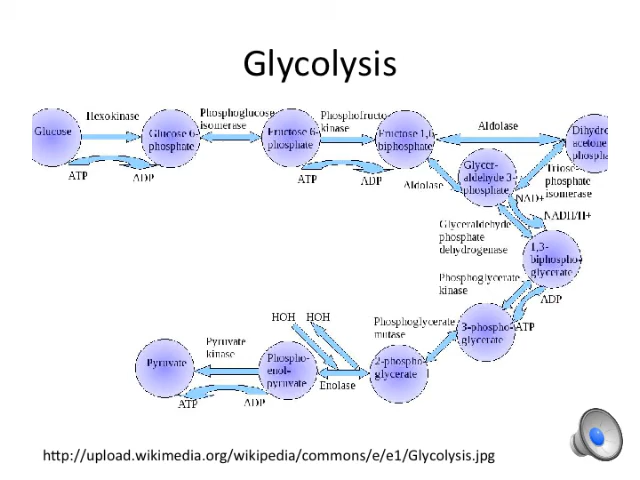 Glycolysis
Hexokinase
Phosphoglucose
isomerase
Phosphofructo
kinase
Aldolase
Glucose
Glucose 6-
phosphate
Fructose 6-
phosphate
Fructose 1,6
biphosphate
Dihydro
acetone
phospha
ATP
ADP
ATP
ADP
Aldolase
Glycer-
aldehyde 3-
phosphate
Triose-
phosphate
isomerase
NAD+
NADH/H+
Glyceraldehyde
phosphate
dehydrogenase
1,3-
biphospho-
glycerate
Phosphoglycerate
kinase
ADP
ATP
3-phospho-
glycerate
Phosphoglycerate
mutase
2-phospho-
glycerate
HOH HOH
Enolase
Phospho-
enol-
pyruvate
Pyruvate
kinase
Pyruvate
ATP
ADP
http://upload.wikimedia.org/wikipedia/commons/e/e1/Glycolysis.jpg